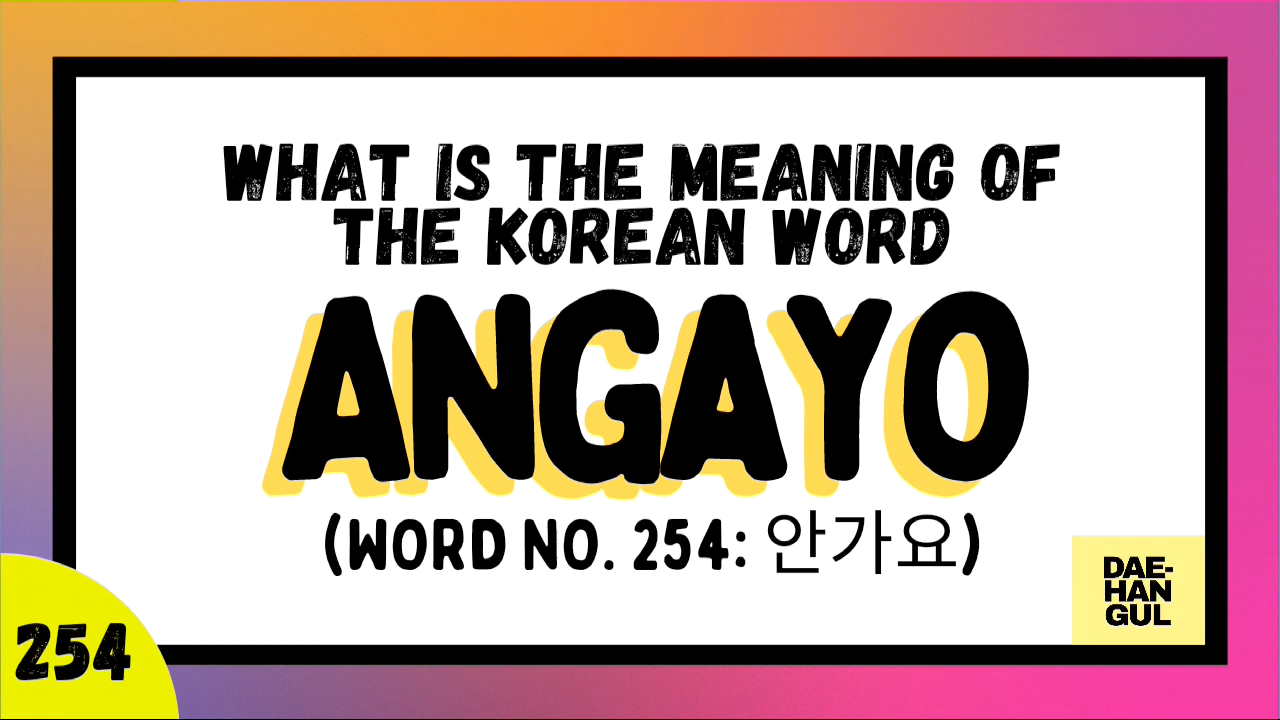 WHAT IS THE MEANING OF
THE KOREAN WORD
ANGAYO
(WORD NO. 254: 안가요)
DAE-
HAN
GUL
254